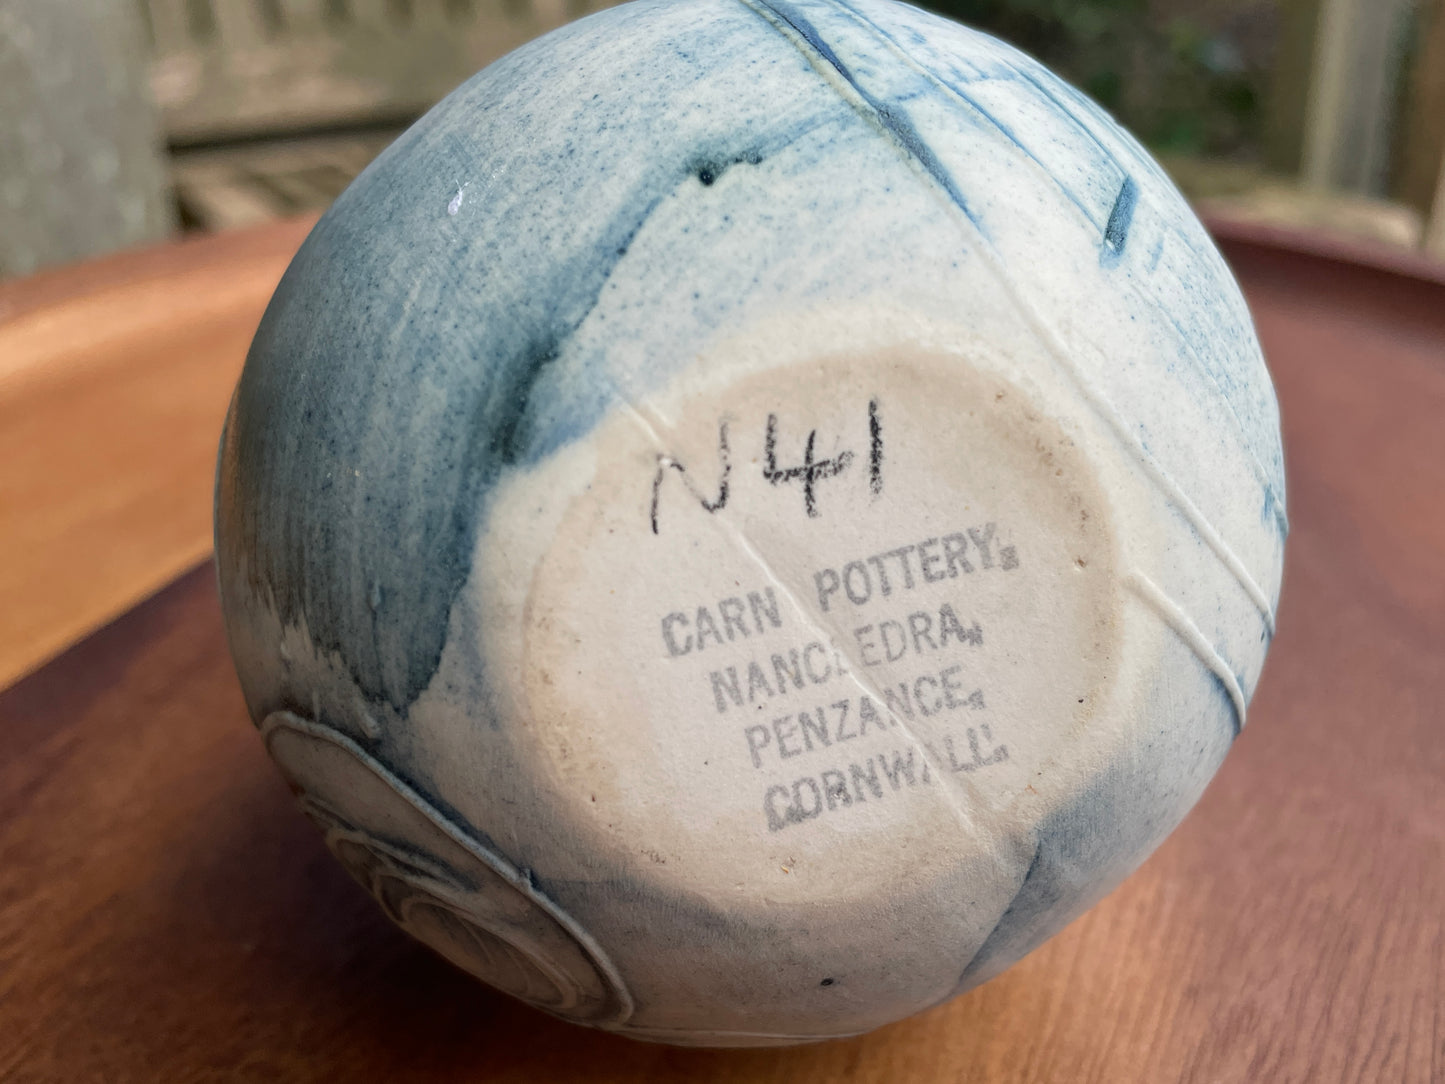 N41
CARN POTTERY,
NANCLEDRA,
PENZANCE,
CORNWALL.